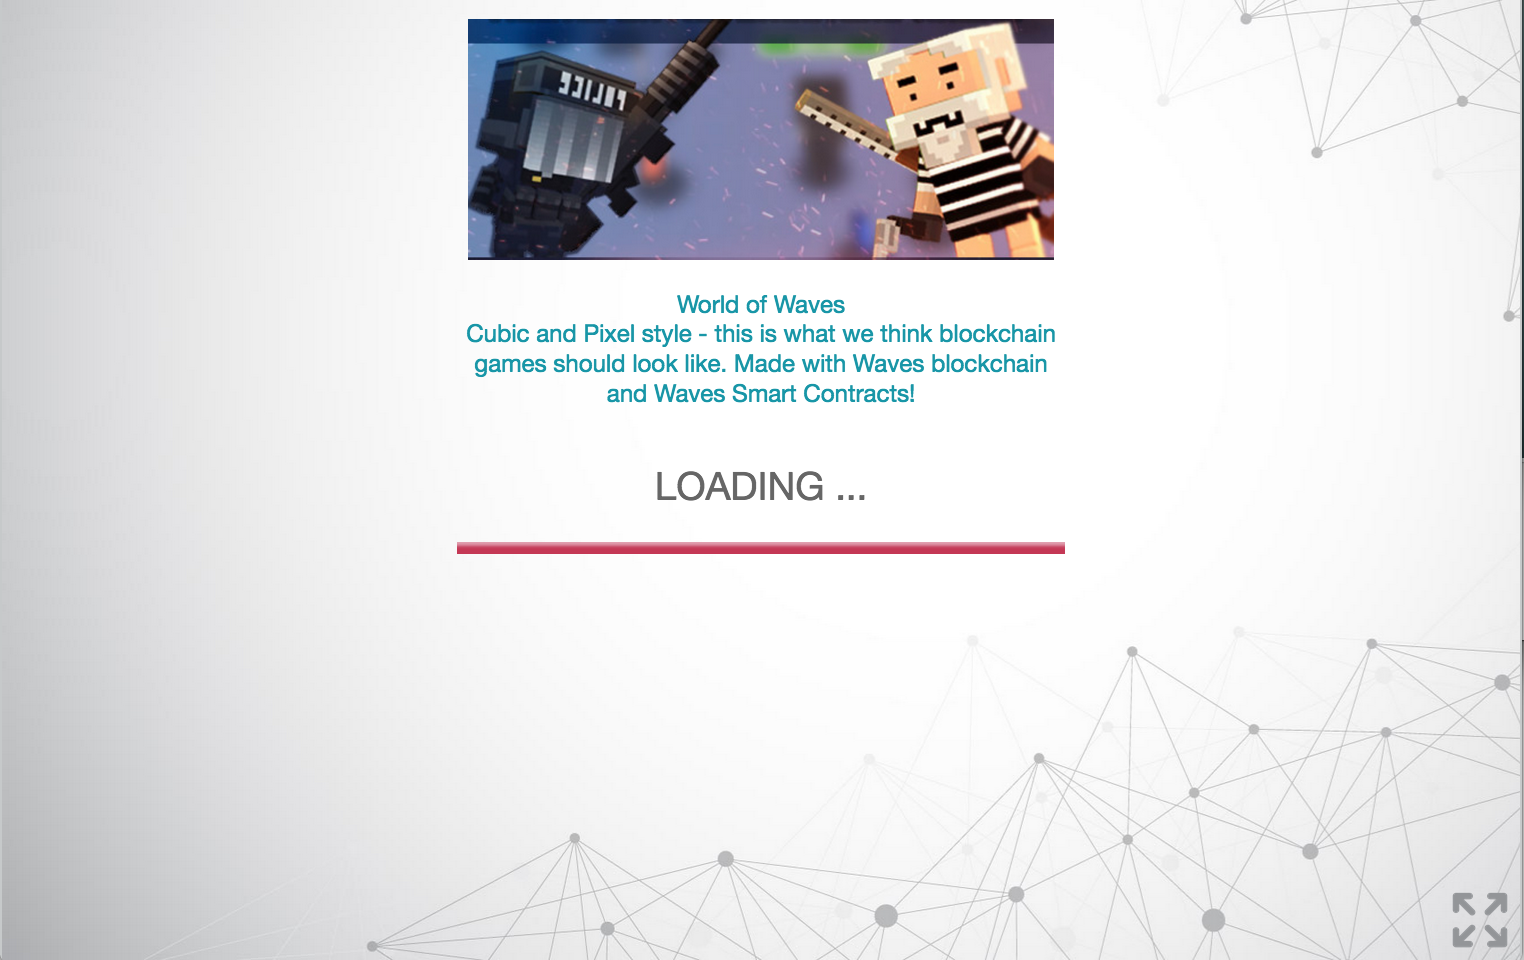 World of Waves
Cubic and Pixel style - this is what we think blockchain
games should look like. Made with Waves blockchain
and Waves Smart Contracts!
LOADING ...